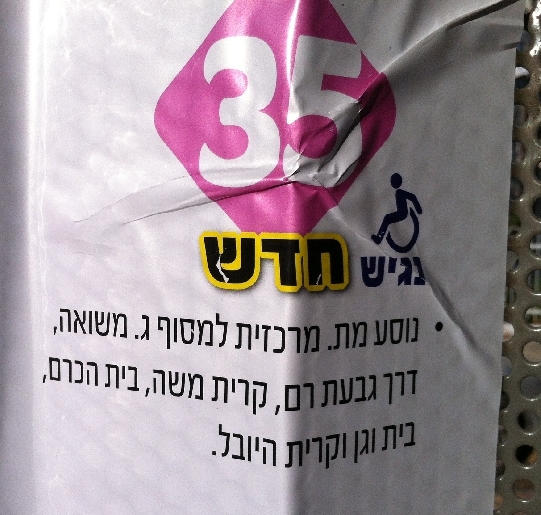 35
נגיש
חדש
• נוסע מת. מרכזית למסוף ג. משואה,
דרך גבעת רם, קרית משה, בית הכרם,
בית וגן וקרית היובל.